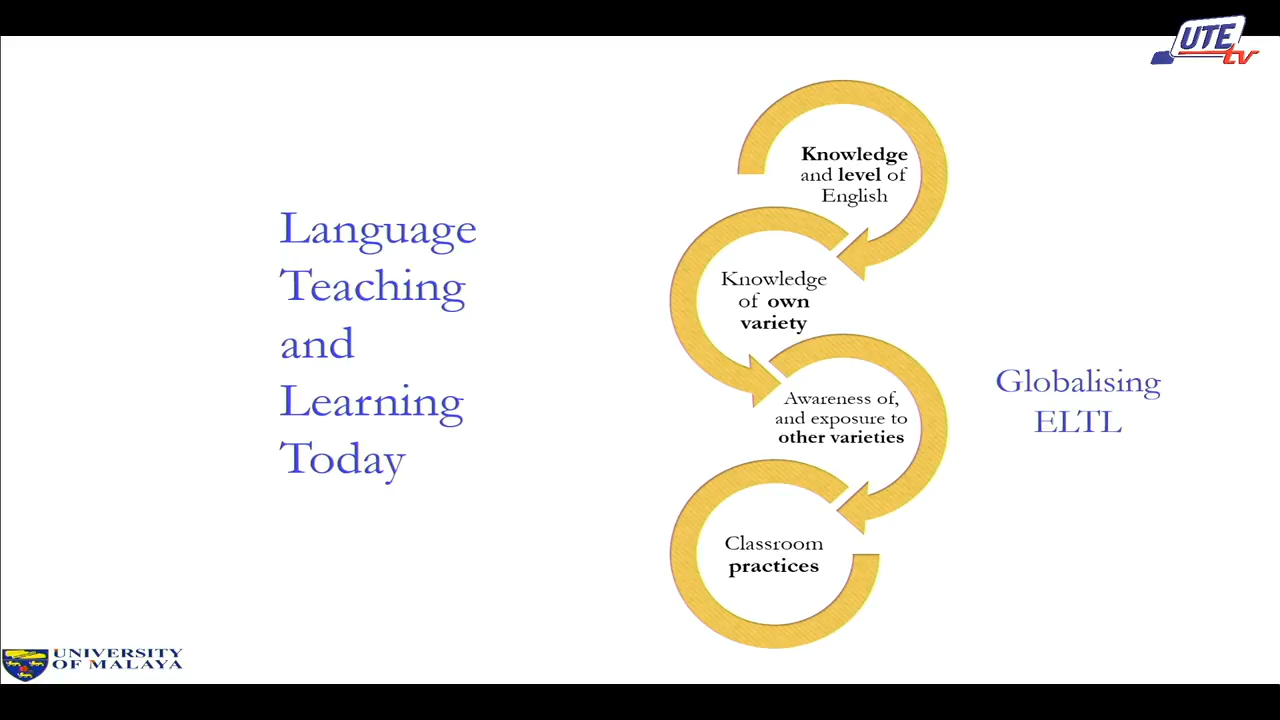 UTE
tv
Language
Teaching
and
Learning
Today
Knowledge
and level of
English
Knowledge
of own
variety
Awareness of,
and exposure to
other varieties
Classroom
practices
Globalising
ELTL
UNIVERSITY
OF MALAYA